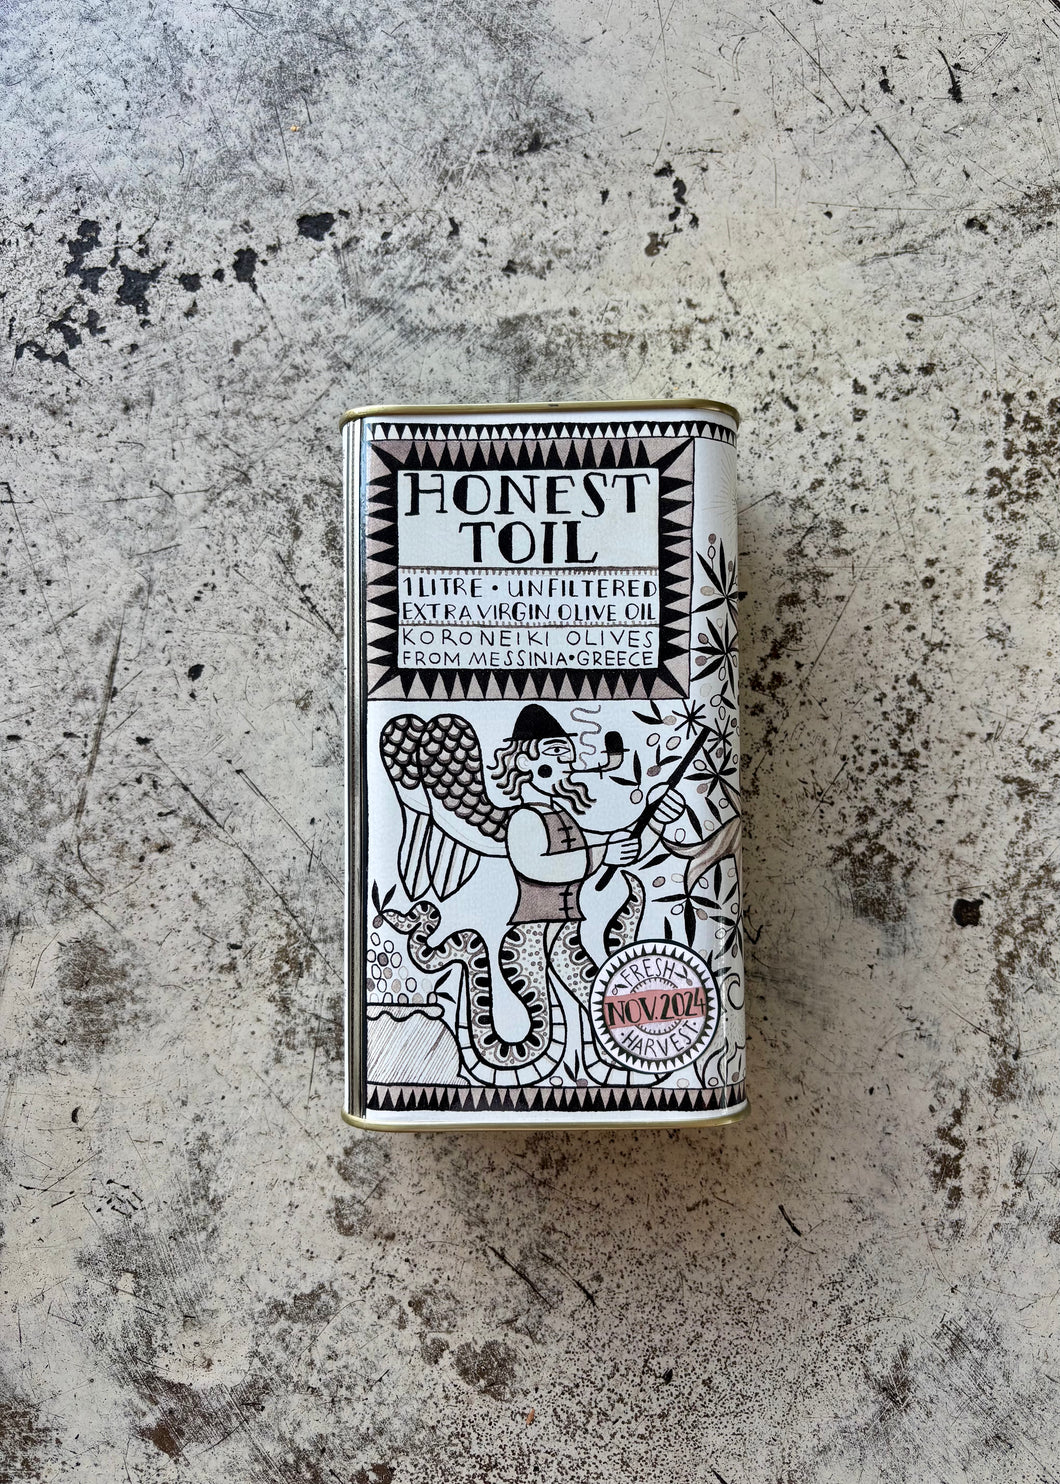 HONEST
TOIL
1 LITRE • UNFILTERED
EXTRA VIRGIN OLIVE OIL
KORONEIKI OLIVES
FROM MESSINIA • GREECE
FRESH
NOV. 2024
HARVEST